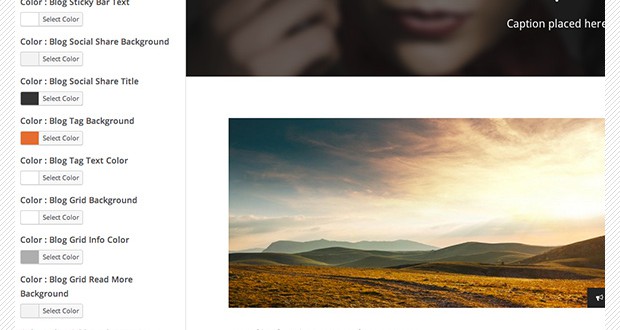 Color : Blog Sticky Bar Text
Select Color
Color : Blog Social Share Background
Select Color
Color : Blog Social Share Title
Select Color
Color : Blog Tag Background
Select Color
Color : Blog Tag Text Color
Select Color
Color : Blog Grid Background
Select Color
Color : Blog Grid Info Color
Select Color
Color : Blog Grid Read More
Background
Select Color
Caption placed here